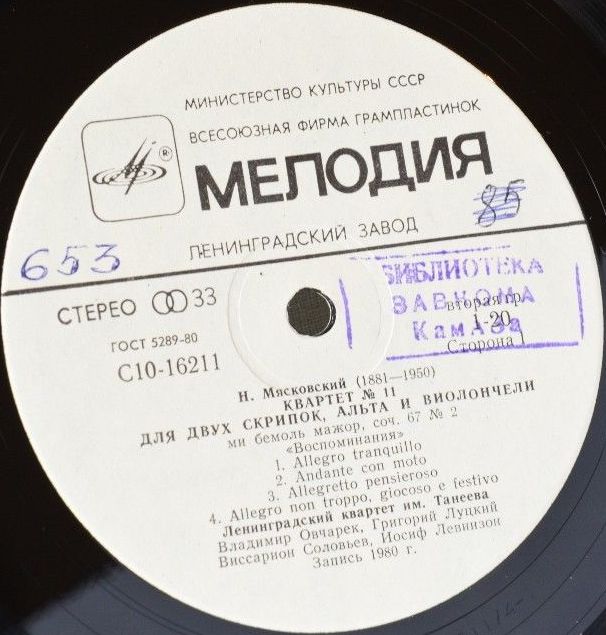 МИНИСТЕРСТВО КУЛЬТУРЫ СССР
ВСЕСОЮЗНАЯ ФИРМА ГРАМПЛАСТИНОК
®
МЕЛОДИЯ
85
ЛЕНИНГРАДСКИЙ ЗАВОД
653
СТЕРЕО 33
БИБЛИОТЕКА
ЗАВКОМА
КамАЗа
вторая гр.
1-20
Сторона 1
ГОСТ 5289-80
С10-16211
Н. Мясковский (1881—1950)
КВАРТЕТ № 11
ДЛЯ ДВУХ СКРИПОК, АЛЬТА И ВИОЛОНЧЕЛИ
ми бемоль мажор, соч. 67 № 2
«Воспоминания»
1. Allegro tranquillo
2. Andante con moto
3. Allegretto pensieroso
4. Allegro non troppo, giocoso e festivo
Ленинградский квартет им. Танеева
Владимир Овчарек, Григорий Луцкий
Виссарион Соловьев, Иосиф Левинзон
Запись 1980 г.